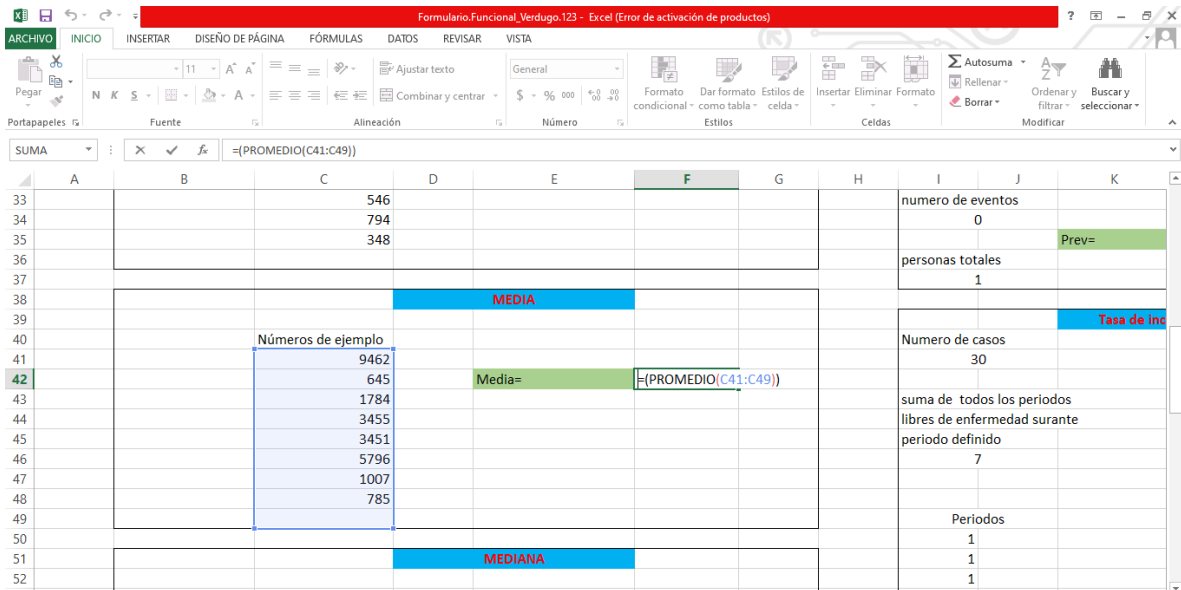 Formulario.Funcional_Verdugo.123 - Excel (Error de activación de productos)
?
ARCHIVO INICIO INSERTAR DISEÑO DE PÁGINA FÓRMULAS DATOS REVISAR VISTA
Pegar
Portapapeles
11
N K S
Fuente
Ajustar texto
Combinar y centrar
Alineación
General
$ % 000
Número
Formato condicional
Dar formato como tabla
Estilos de celda
Estilos
Insertar Eliminar Formato
Celdas
Autosuma
Rellenar
Borrar
Ordenar y filtrar
Buscar y seleccionar
Modificar
SUMA fx =(PROMEDIO(C41:C49))
A B C D E F G H I J K
33 546 numero de eventos
34 794 0
35 348 Prev=
36 personas totales
37 1
38 MEDIA
39 Tasa de inc
40 Números de ejemplo Numero de casos
41 9462 30
42 645 Media= =(PROMEDIO(C41:C49))
43 1784 suma de todos los periodos
44 3455 libres de enfermedad surante
45 3451 periodo definido
46 5796 7
47 1007
48 785
49 Periodos
50 1
51 MEDIANA 1
52 1